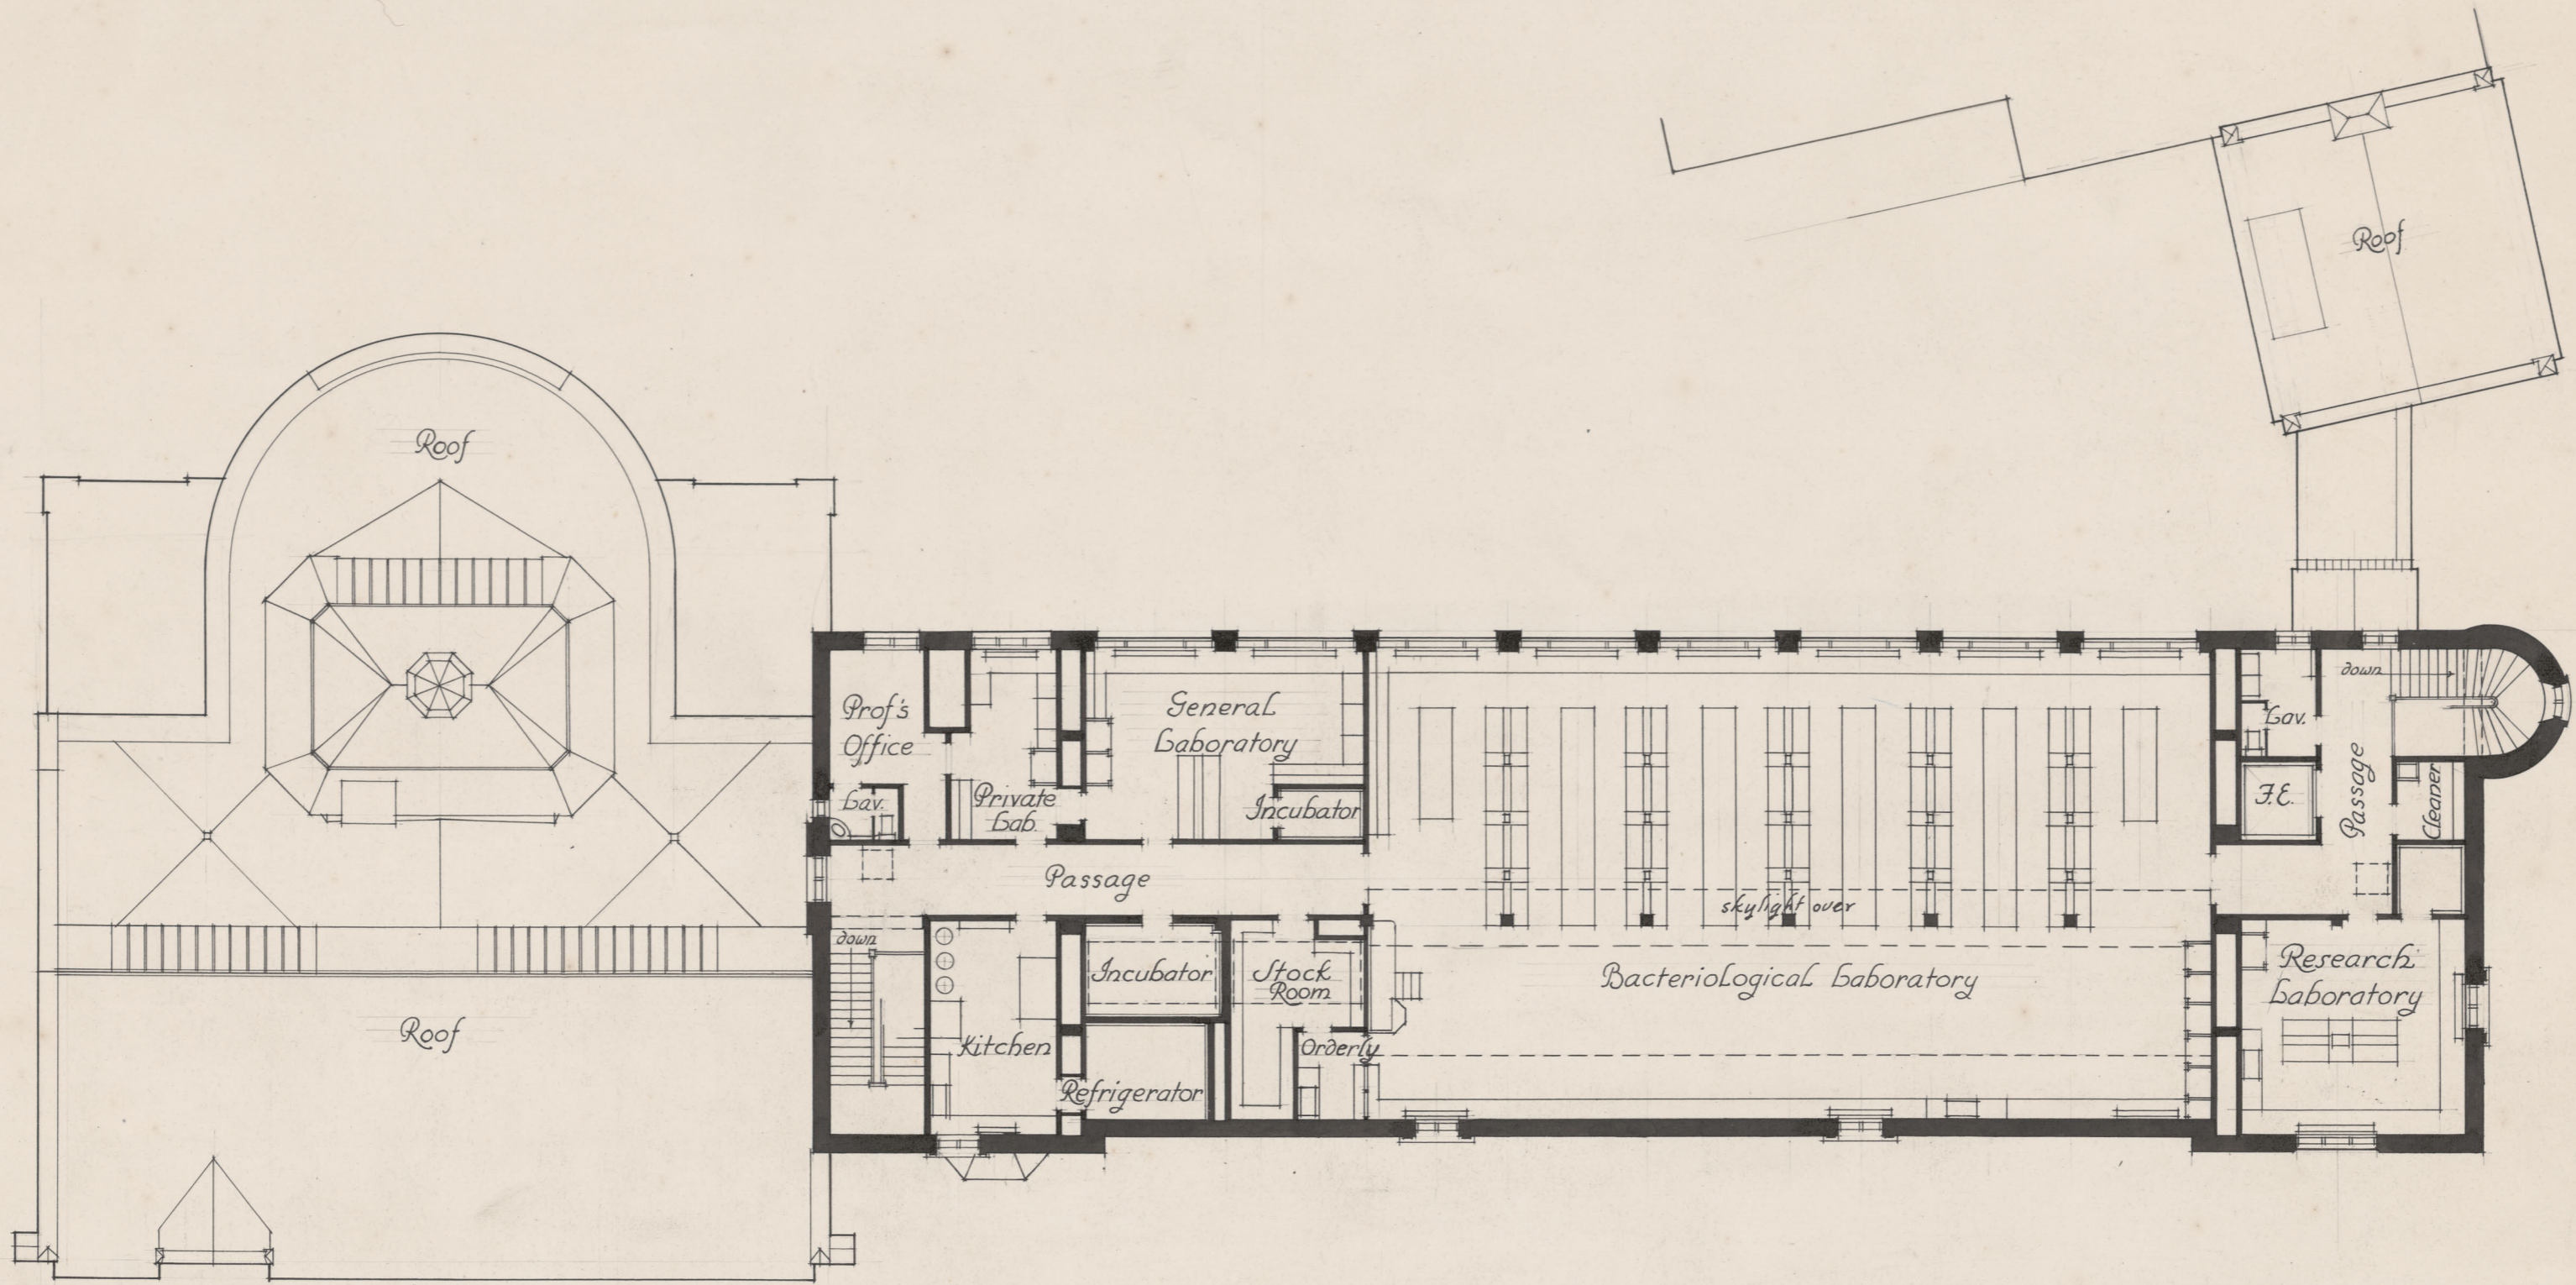 Roof
Roof
Prof's
Office
General
Laboratory
down
Lav.
Lav.
Private
Lab.
Incubator
F.E.
Passage
Cleaner
Passage
skylight over
down
Incubator
Stock
Room
Bacteriological Laboratory
Research
Laboratory
Roof
Kitchen
Orderly
Refrigerator